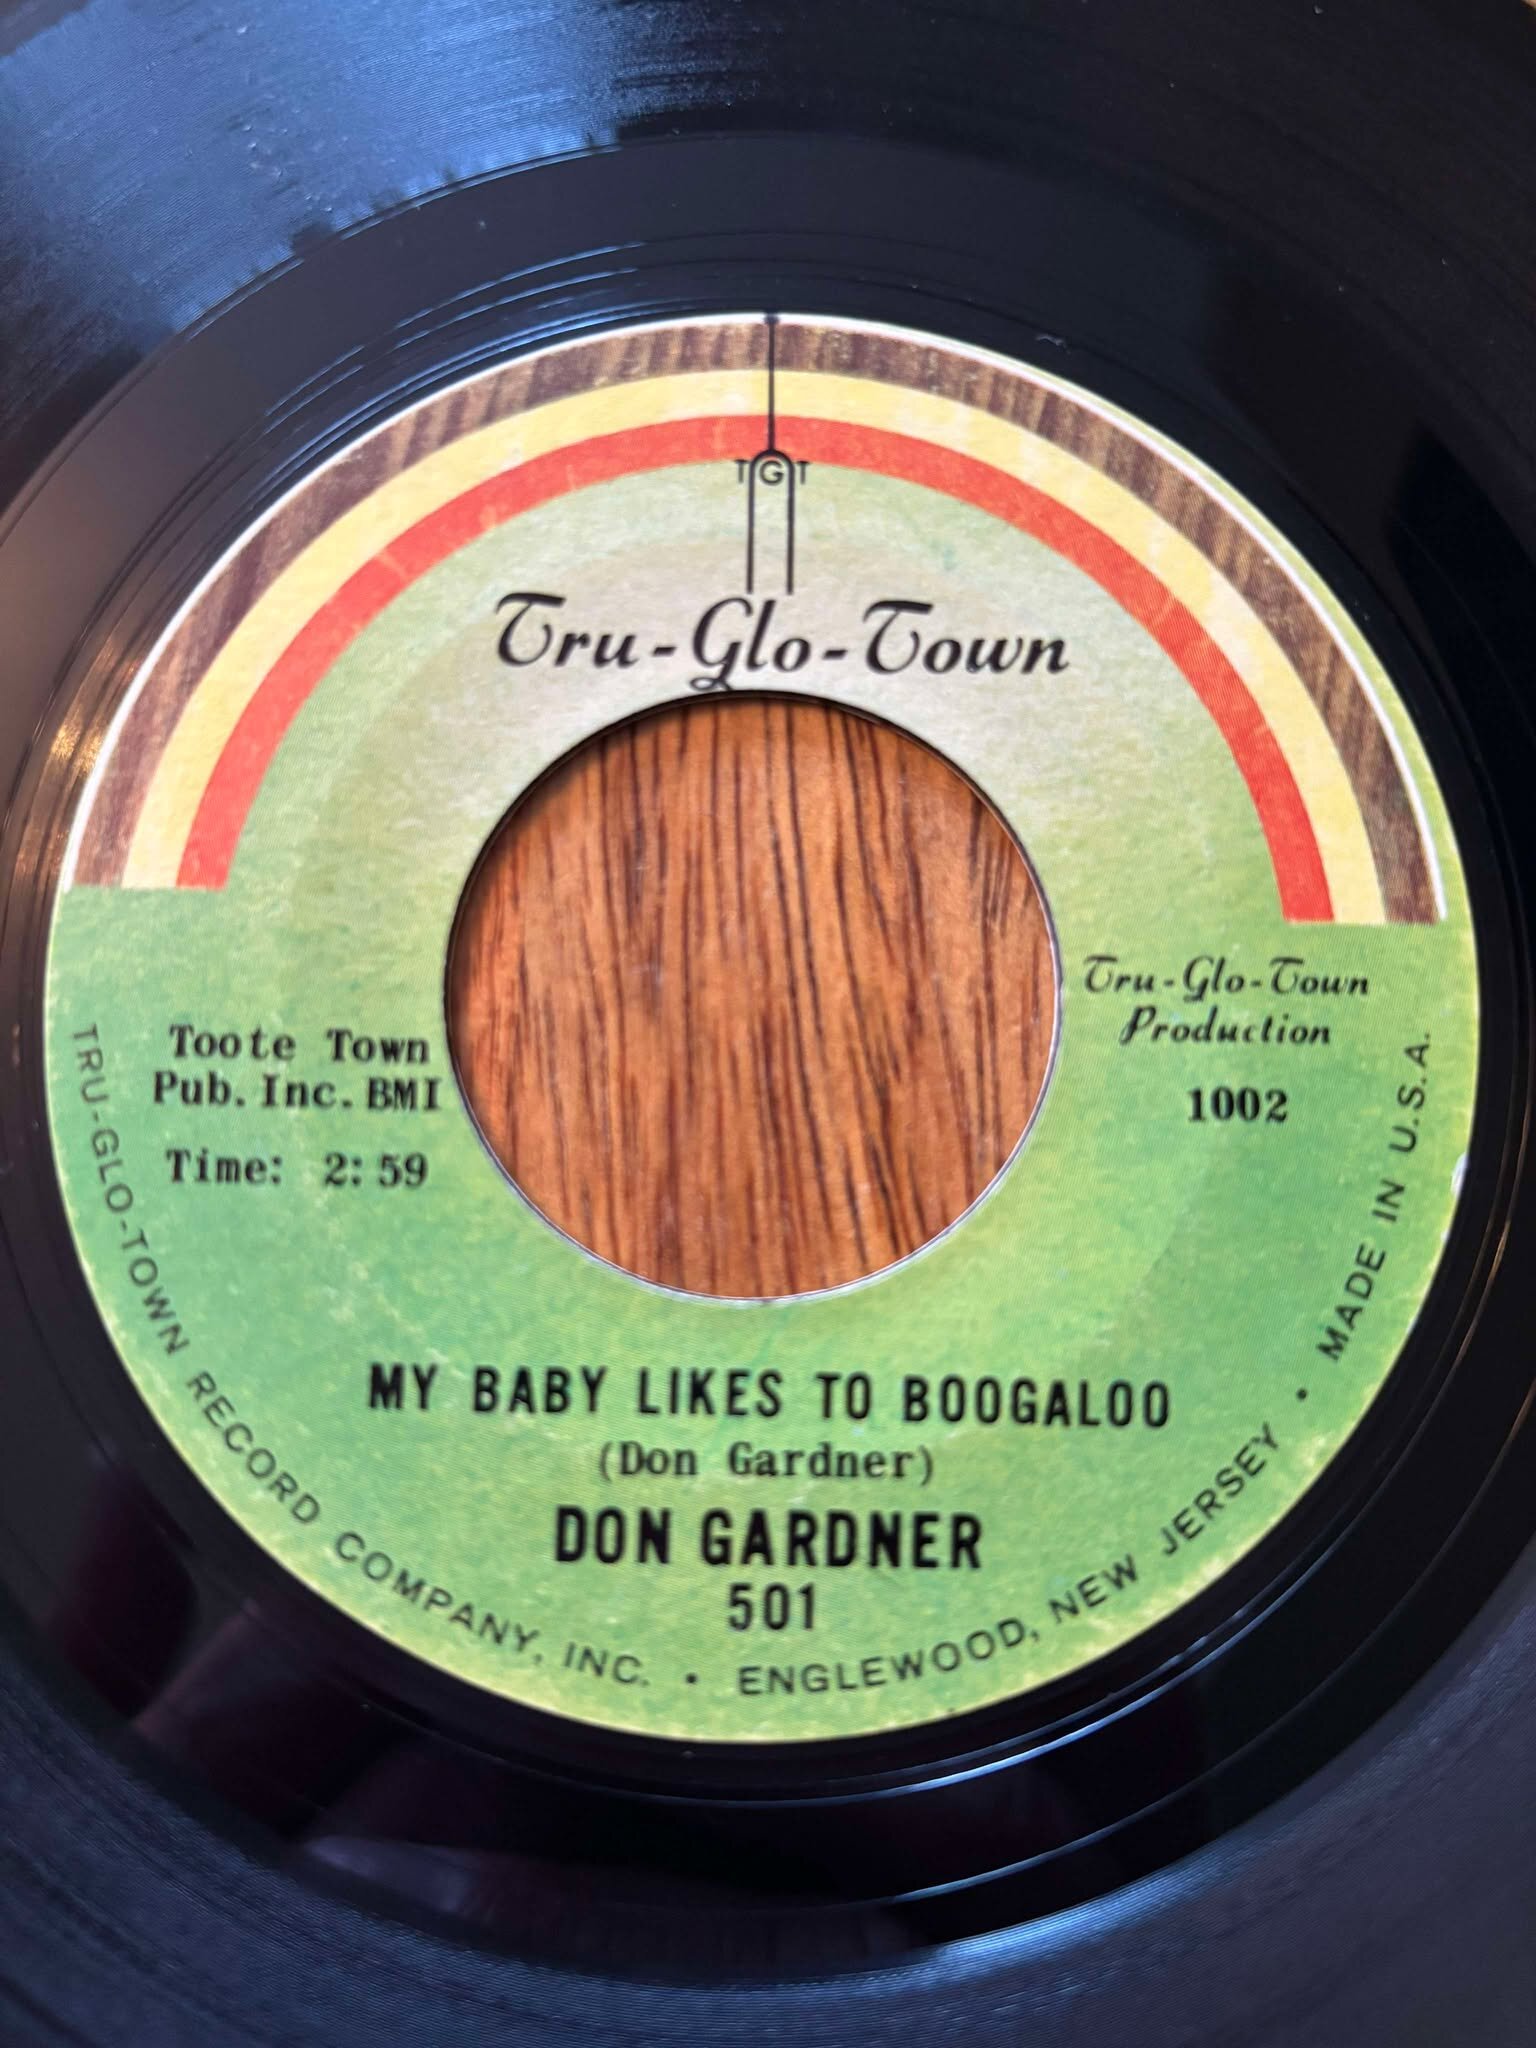 TGT
Tru-Glo-Town
Toote Town
Pub. Inc. BMI
Time: 2:59
Tru-Glo-Town
Production
1002
MY BABY LIKES TO BOOGALOO
(Don Gardner)
DON GARDNER
501
TRU-GLO-TOWN RECORD COMPANY, INC. • ENGLEWOOD, NEW JERSEY • MADE IN U.S.A.